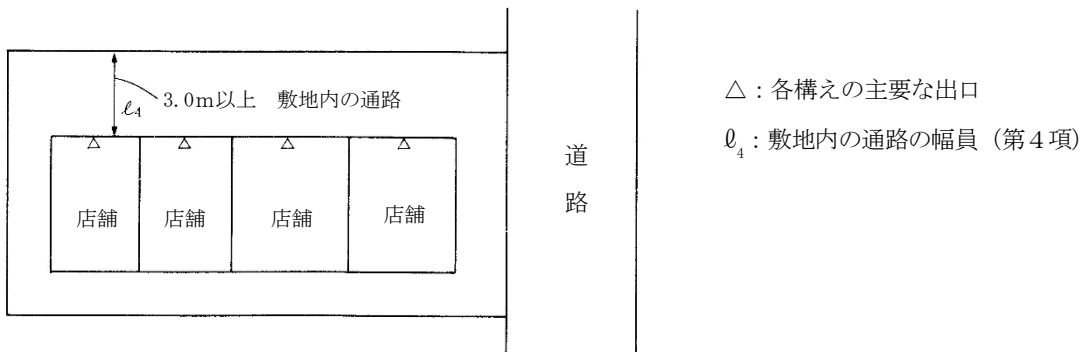 3.0m以上 敷地内の通路
ℓ4
店舗
店舗
店舗
店舗
道
路
△：各構えの主要な出口
ℓ4：敷地内の通路の幅員（第４項）